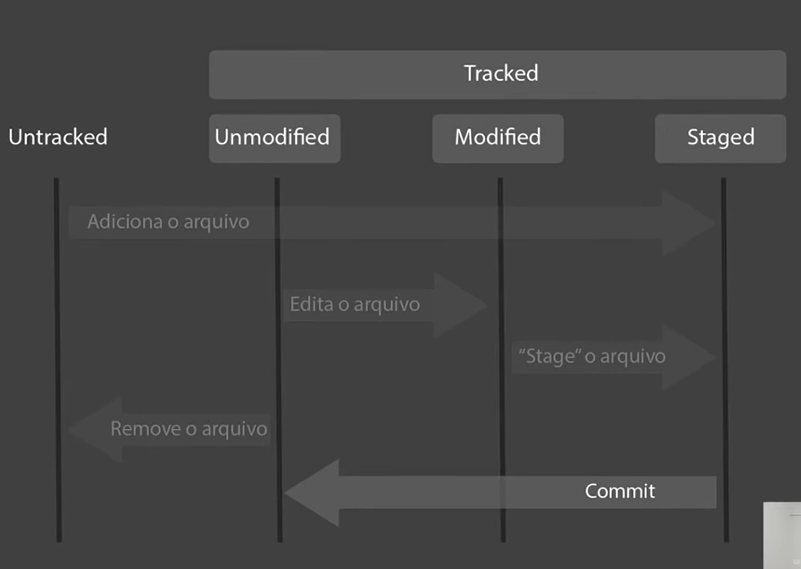 Tracked
Untracked
Unmodified
Modified
Staged
Adiciona o arquivo
Edita o arquivo
“Stage” o arquivo
Remove o arquivo
Commit